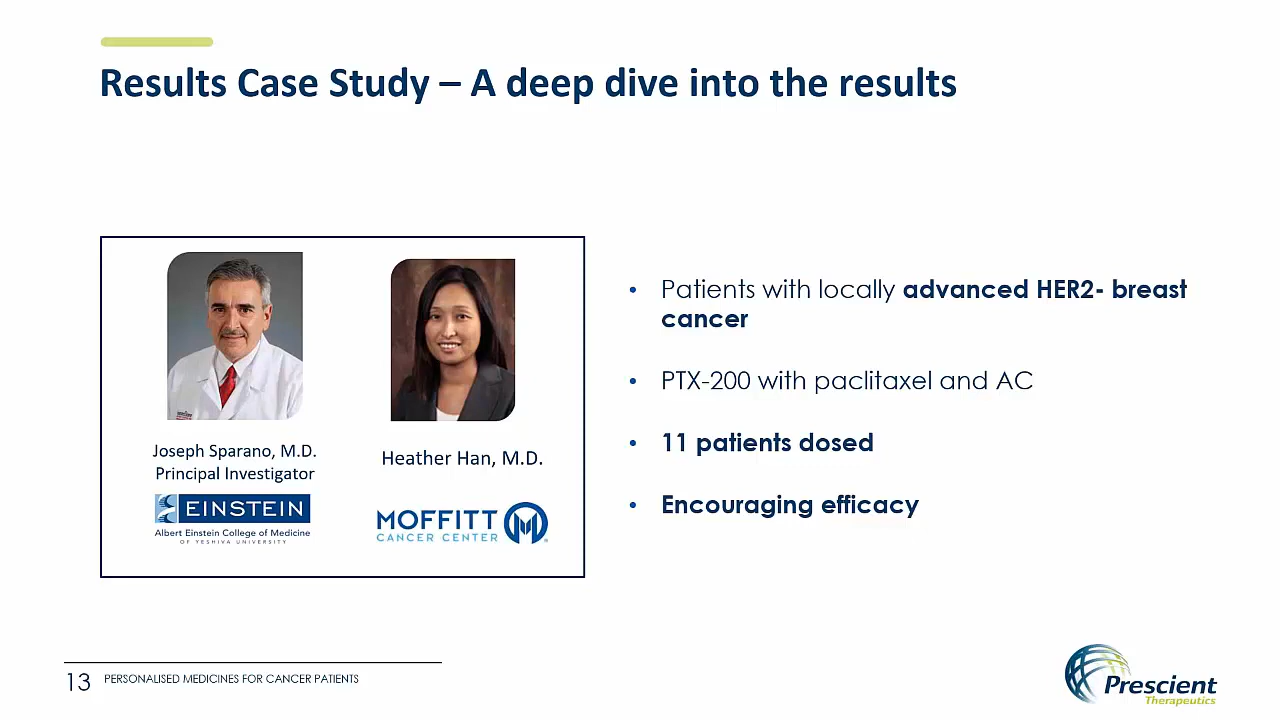 Results Case Study – A deep dive into the results
Joseph Sparano, M.D.
Principal Investigator
EINSTEIN
Albert Einstein College of Medicine
OF YESHIVA UNIVERSITY
Heather Han, M.D.
MOFFITT
CANCER CENTER
• Patients with locally advanced HER2- breast
cancer
• PTX-200 with paclitaxel and AC
• 11 patients dosed
• Encouraging efficacy
13 PERSONALISED MEDICINES FOR CANCER PATIENTS
Prescient
Therapeutics